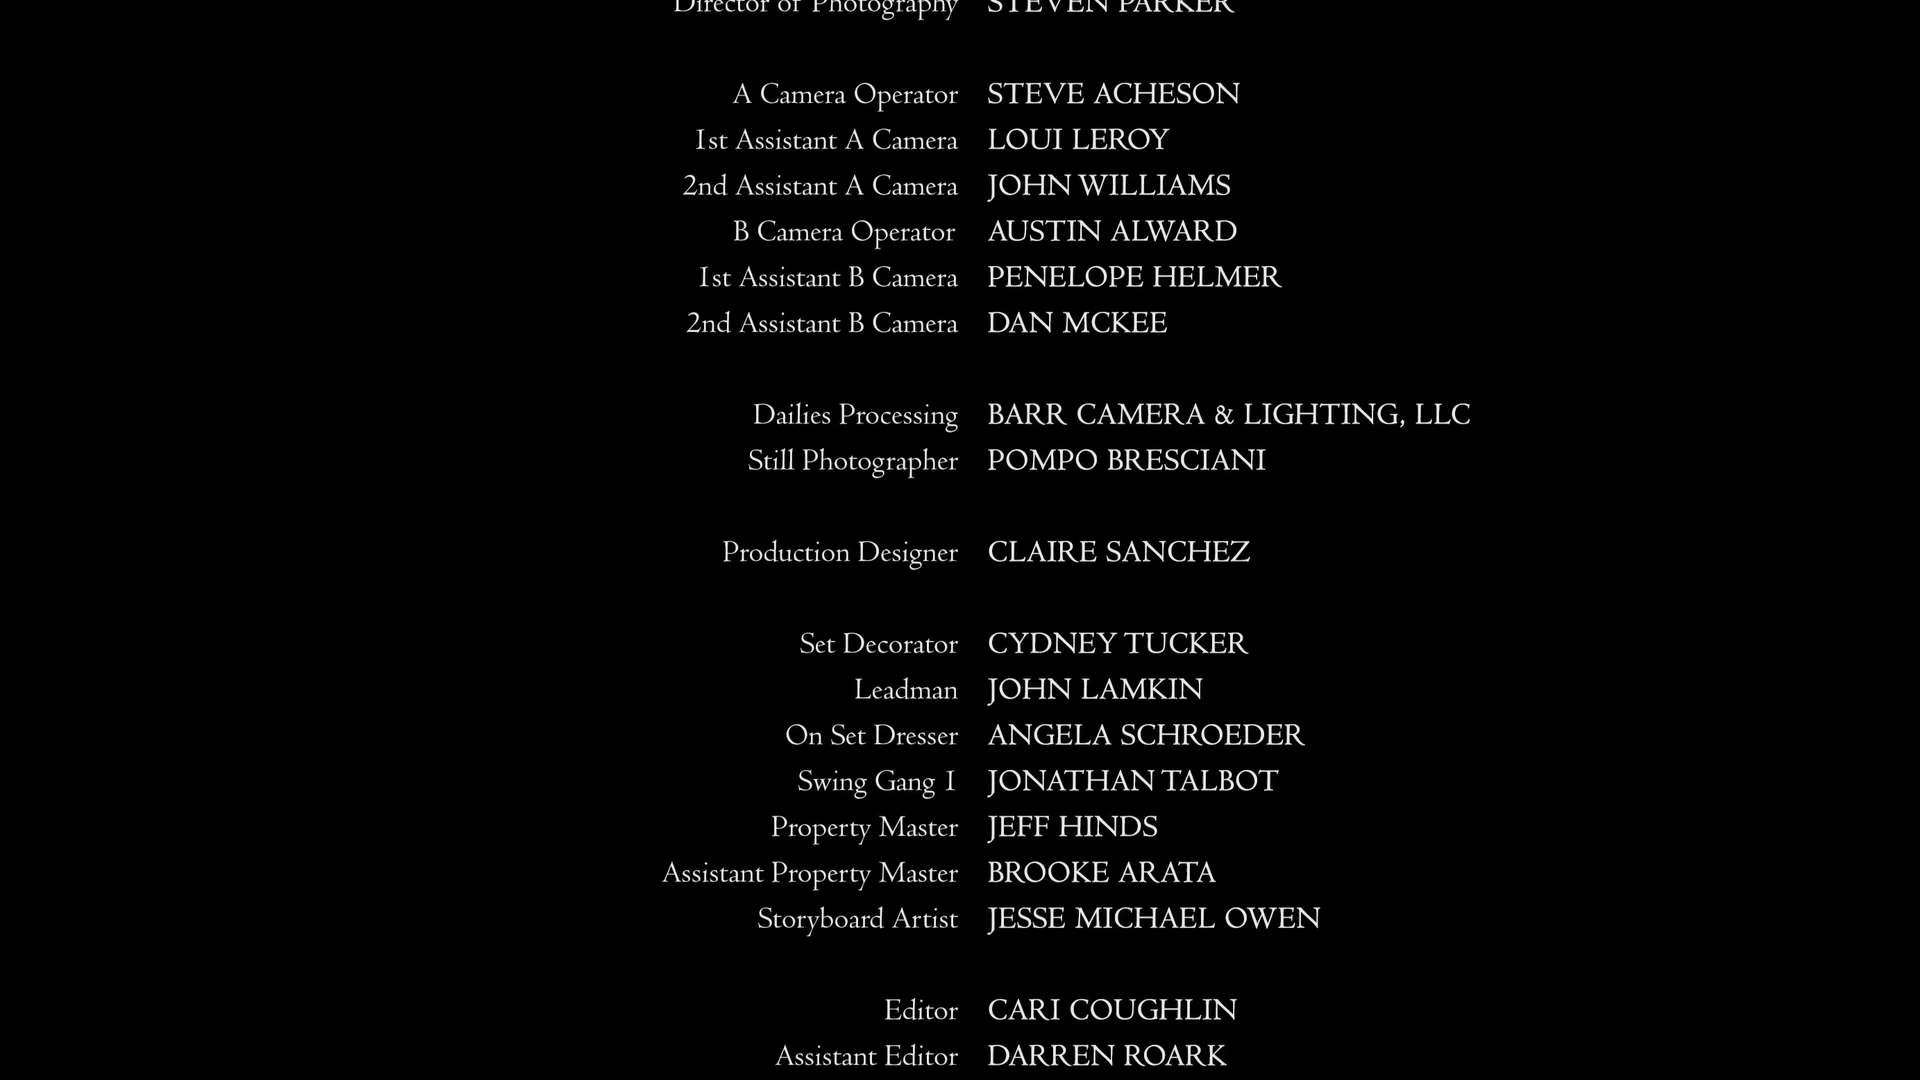 Director of Photography STEVEN PARKER
A Camera Operator STEVE ACHESON
1st Assistant A Camera LOUI LEROY
2nd Assistant A Camera JOHN WILLIAMS
B Camera Operator AUSTIN ALWARD
1st Assistant B Camera PENELOPE HELMER
2nd Assistant B Camera DAN MCKEE
Dailies Processing BARR CAMERA & LIGHTING, LLC
Still Photographer POMPO BRESCIANI
Production Designer CLAIRE SANCHEZ
Set Decorator CYDNEY TUCKER
Leadman JOHN LAMKIN
On Set Dresser ANGELA SCHROEDER
Swing Gang 1 JONATHAN TALBOT
Property Master JEFF HINDS
Assistant Property Master BROOKE ARATA
Storyboard Artist JESSE MICHAEL OWEN
Editor CARI COUGHLIN
Assistant Editor DARREN ROARK